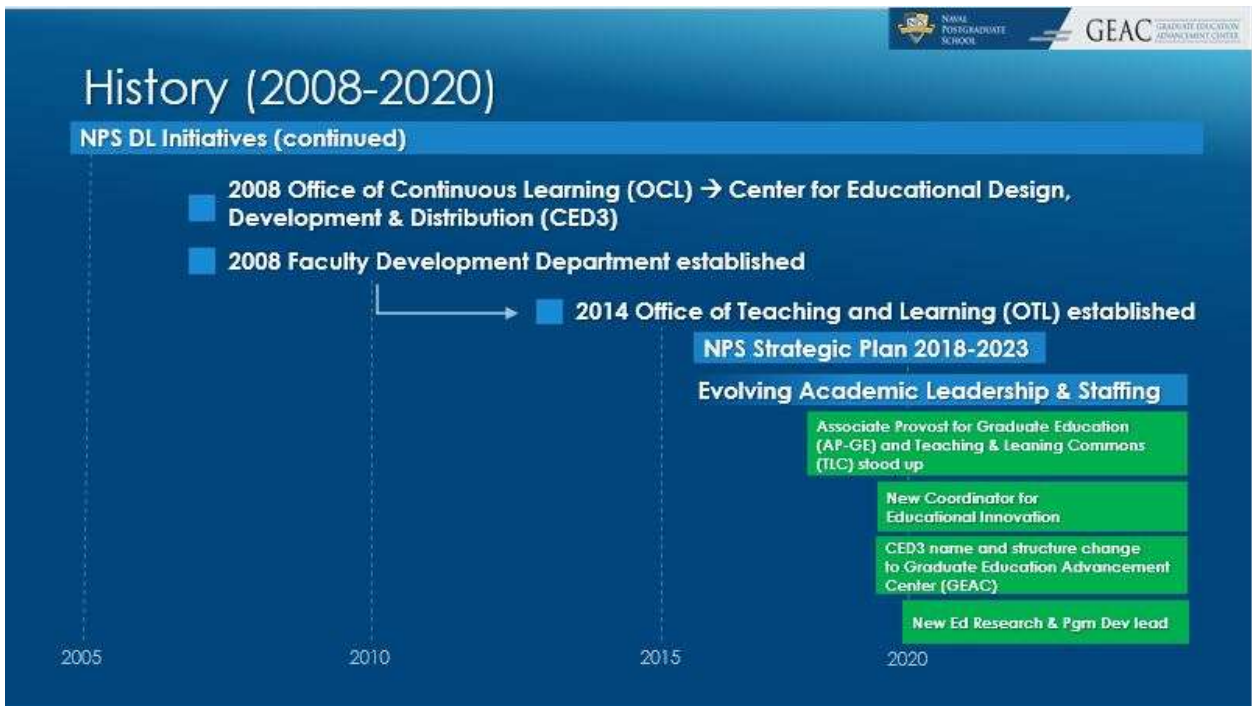 NAVAL
POSTGRADUATE
SCHOOL
GEAC GRADUATE EDUCATION
ADVANCEMENT CENTER
History (2008-2020)
NPS DL Initiatives (continued)
2008 Office of Continuous Learning (OCL) → Center for Educational Design,
Development & Distribution (CED3)
2008 Faculty Development Department established
2014 Office of Teaching and Learning (OTL) established
NPS Strategic Plan 2018-2023
Evolving Academic Leadership & Staffing
Associate Provost for Graduate Education
(AP-GE) and Teaching & Leaning Commons
(TLC) stood up
New Coordinator for
Educational Innovation
CED3 name and structure change
to Graduate Education Advancement
Center (GEAC)
New Ed Research & Pgm Dev lead
2005
2010
2015
2020